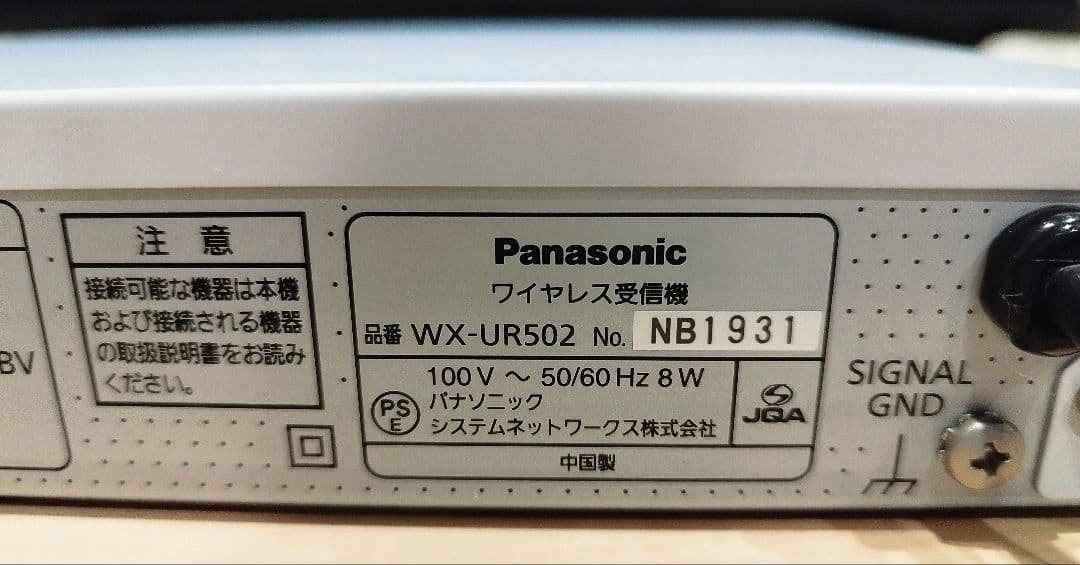 BV
注 意
接続可能な機器は本機
および接続される機器
の取扱説明書をお読み
ください。
Panasonic
ワイヤレス受信機
品番 WX-UR502 No. NB1931
100V ～ 50/60Hz 8W
PS
E
パナソニック
システムネットワークス株式会社
JQA
中国製
SIGNAL
GND